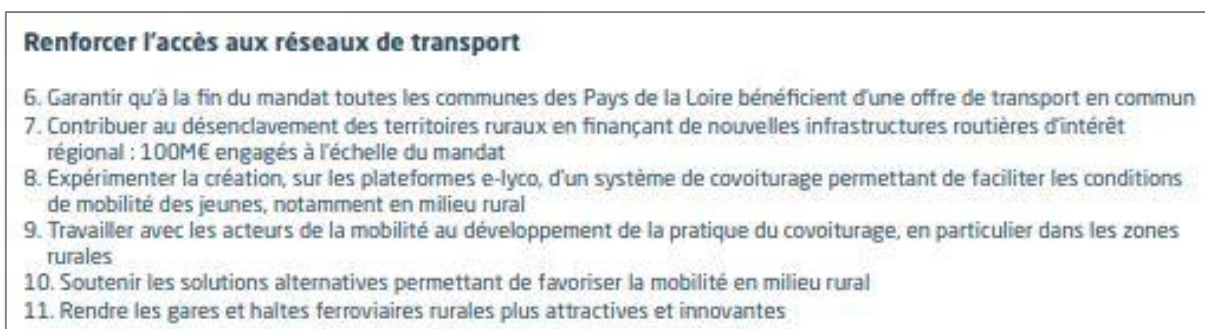 Renforcer l'accès aux réseaux de transport
6. Garantir qu'à la fin du mandat toutes les communes des Pays de la Loire bénéficient d'une offre de transport en commun
7. Contribuer au désenclavement des territoires ruraux en finançant de nouvelles infrastructures routières d'intérêt
régional : 100M€ engagés à l'échelle du mandat
8. Expérimenter la création, sur les plateformes e-lyco, d'un système de covoiturage permettant de faciliter les conditions
de mobilité des jeunes, notamment en milieu rural
9. Travailler avec les acteurs de la mobilité au développement de la pratique du covoiturage, en particulier dans les zones
rurales
10. Soutenir les solutions alternatives permettant de favoriser la mobilité en milieu rural
11. Rendre les gares et haltes ferroviaires rurales plus attractives et innovantes